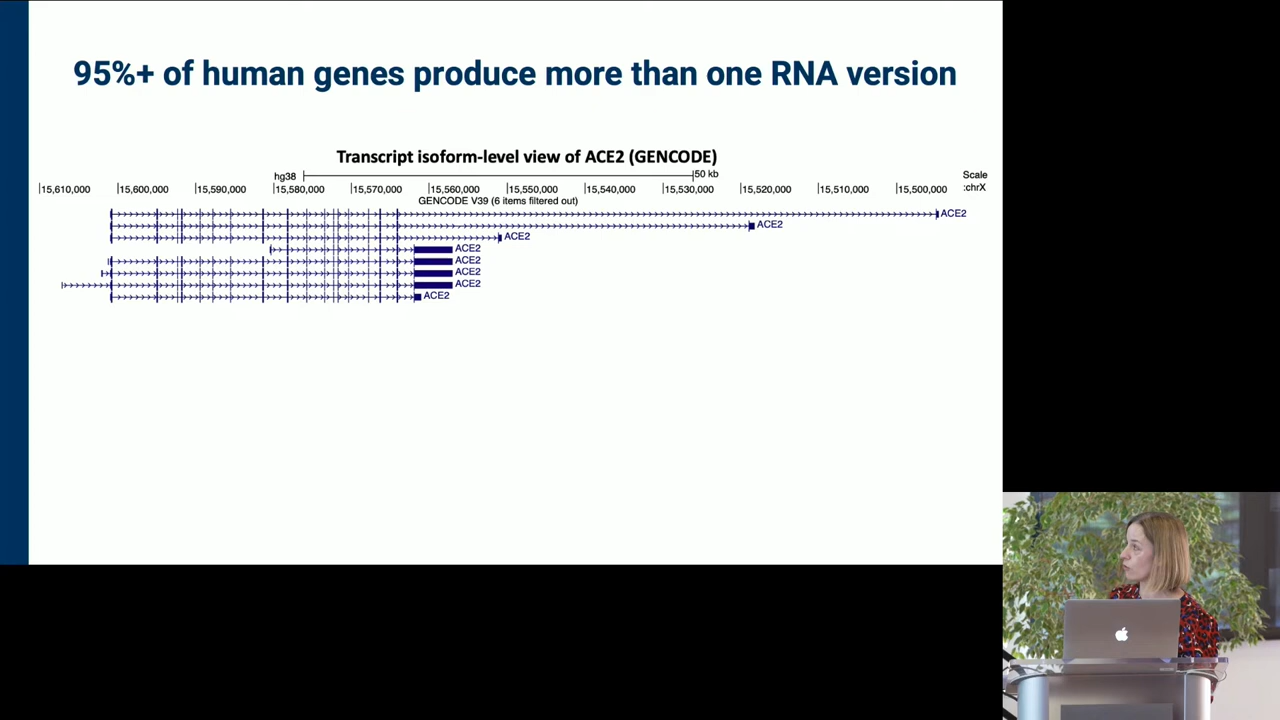 95%+ of human genes produce more than one RNA version
Transcript isoform-level view of ACE2 (GENCODE)
hg38 50 kb Scale
15,610,000 15,600,000 15,590,000 15,580,000 15,570,000 15,560,000 15,550,000 15,540,000 15,530,000 15,520,000 15,510,000 15,500,000 :chrX
GENCODE V39 (6 items filtered out)
ACE2
ACE2
ACE2
ACE2
ACE2
ACE2
ACE2
ACE2